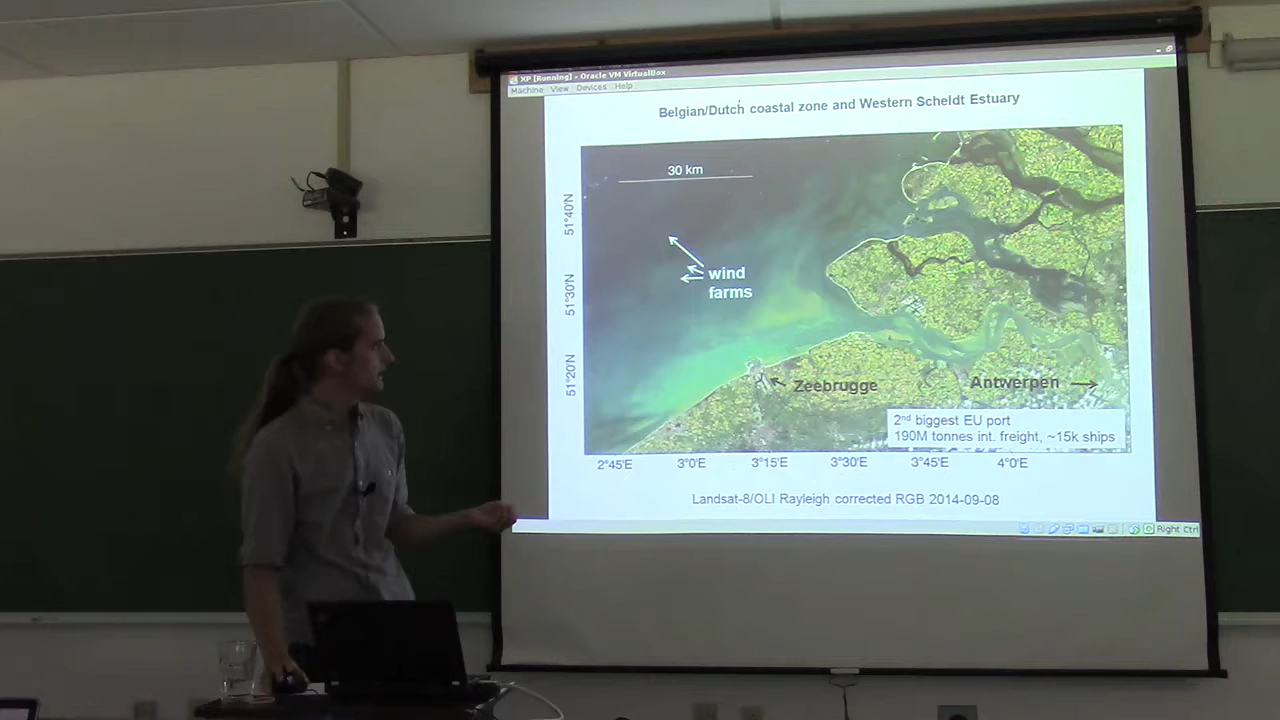 XP [Running] - Oracle VM VirtualBox
Machine View Devices Help
Belgian/Dutch coastal zone and Western Scheldt Estuary
30 km
51°40'N
wind
farms
51°30'N
51°20'N
Zeebrugge
Antwerpen
2nd biggest EU port
190M tonnes int. freight, ~15k ships
2°45'E 3°0'E 3°15'E 3°30'E 3°45'E 4°0'E
Landsat-8/OLI Rayleigh corrected RGB 2014-09-08
Right Ctrl